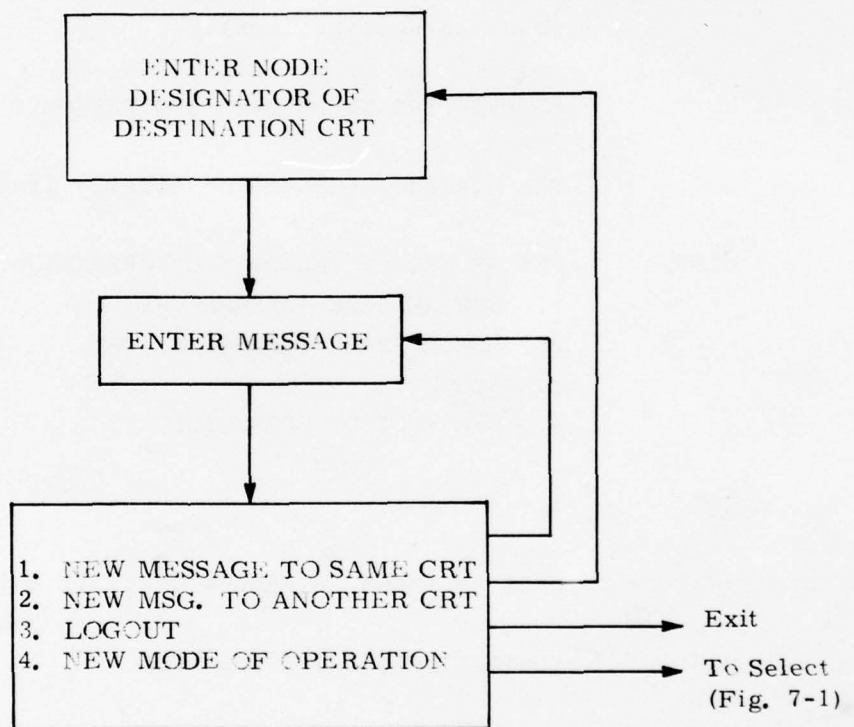 ENTER NODE
DESIGNATOR OF
DESTINATION CRT
ENTER MESSAGE
1. NEW MESSAGE TO SAME CRT
2. NEW MSG. TO ANOTHER CRT
3. LOGOUT
4. NEW MODE OF OPERATION
Exit
To Select
(Fig. 7-1)